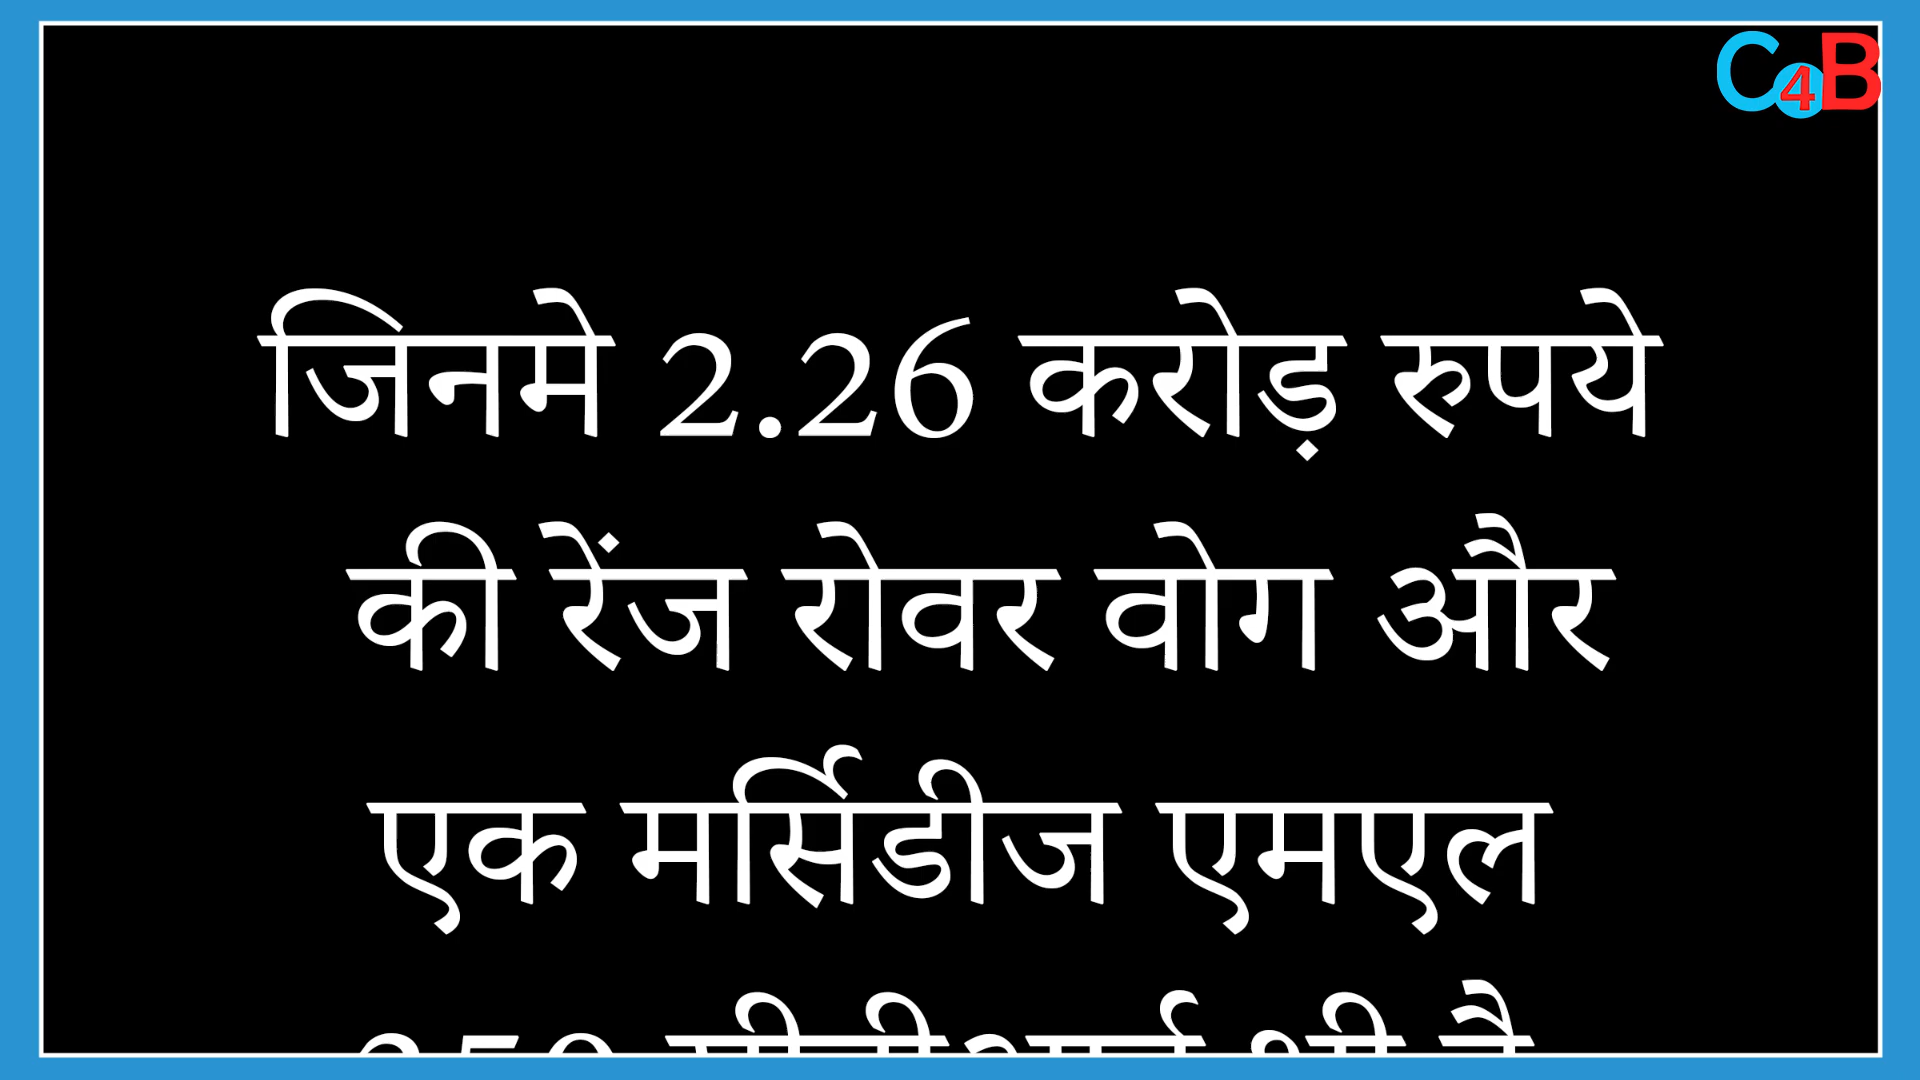 C4B
जिनमे 2.26 करोड़ रुपये
की रेंज रोवर वोग और
एक मर्सिडीज एमएल